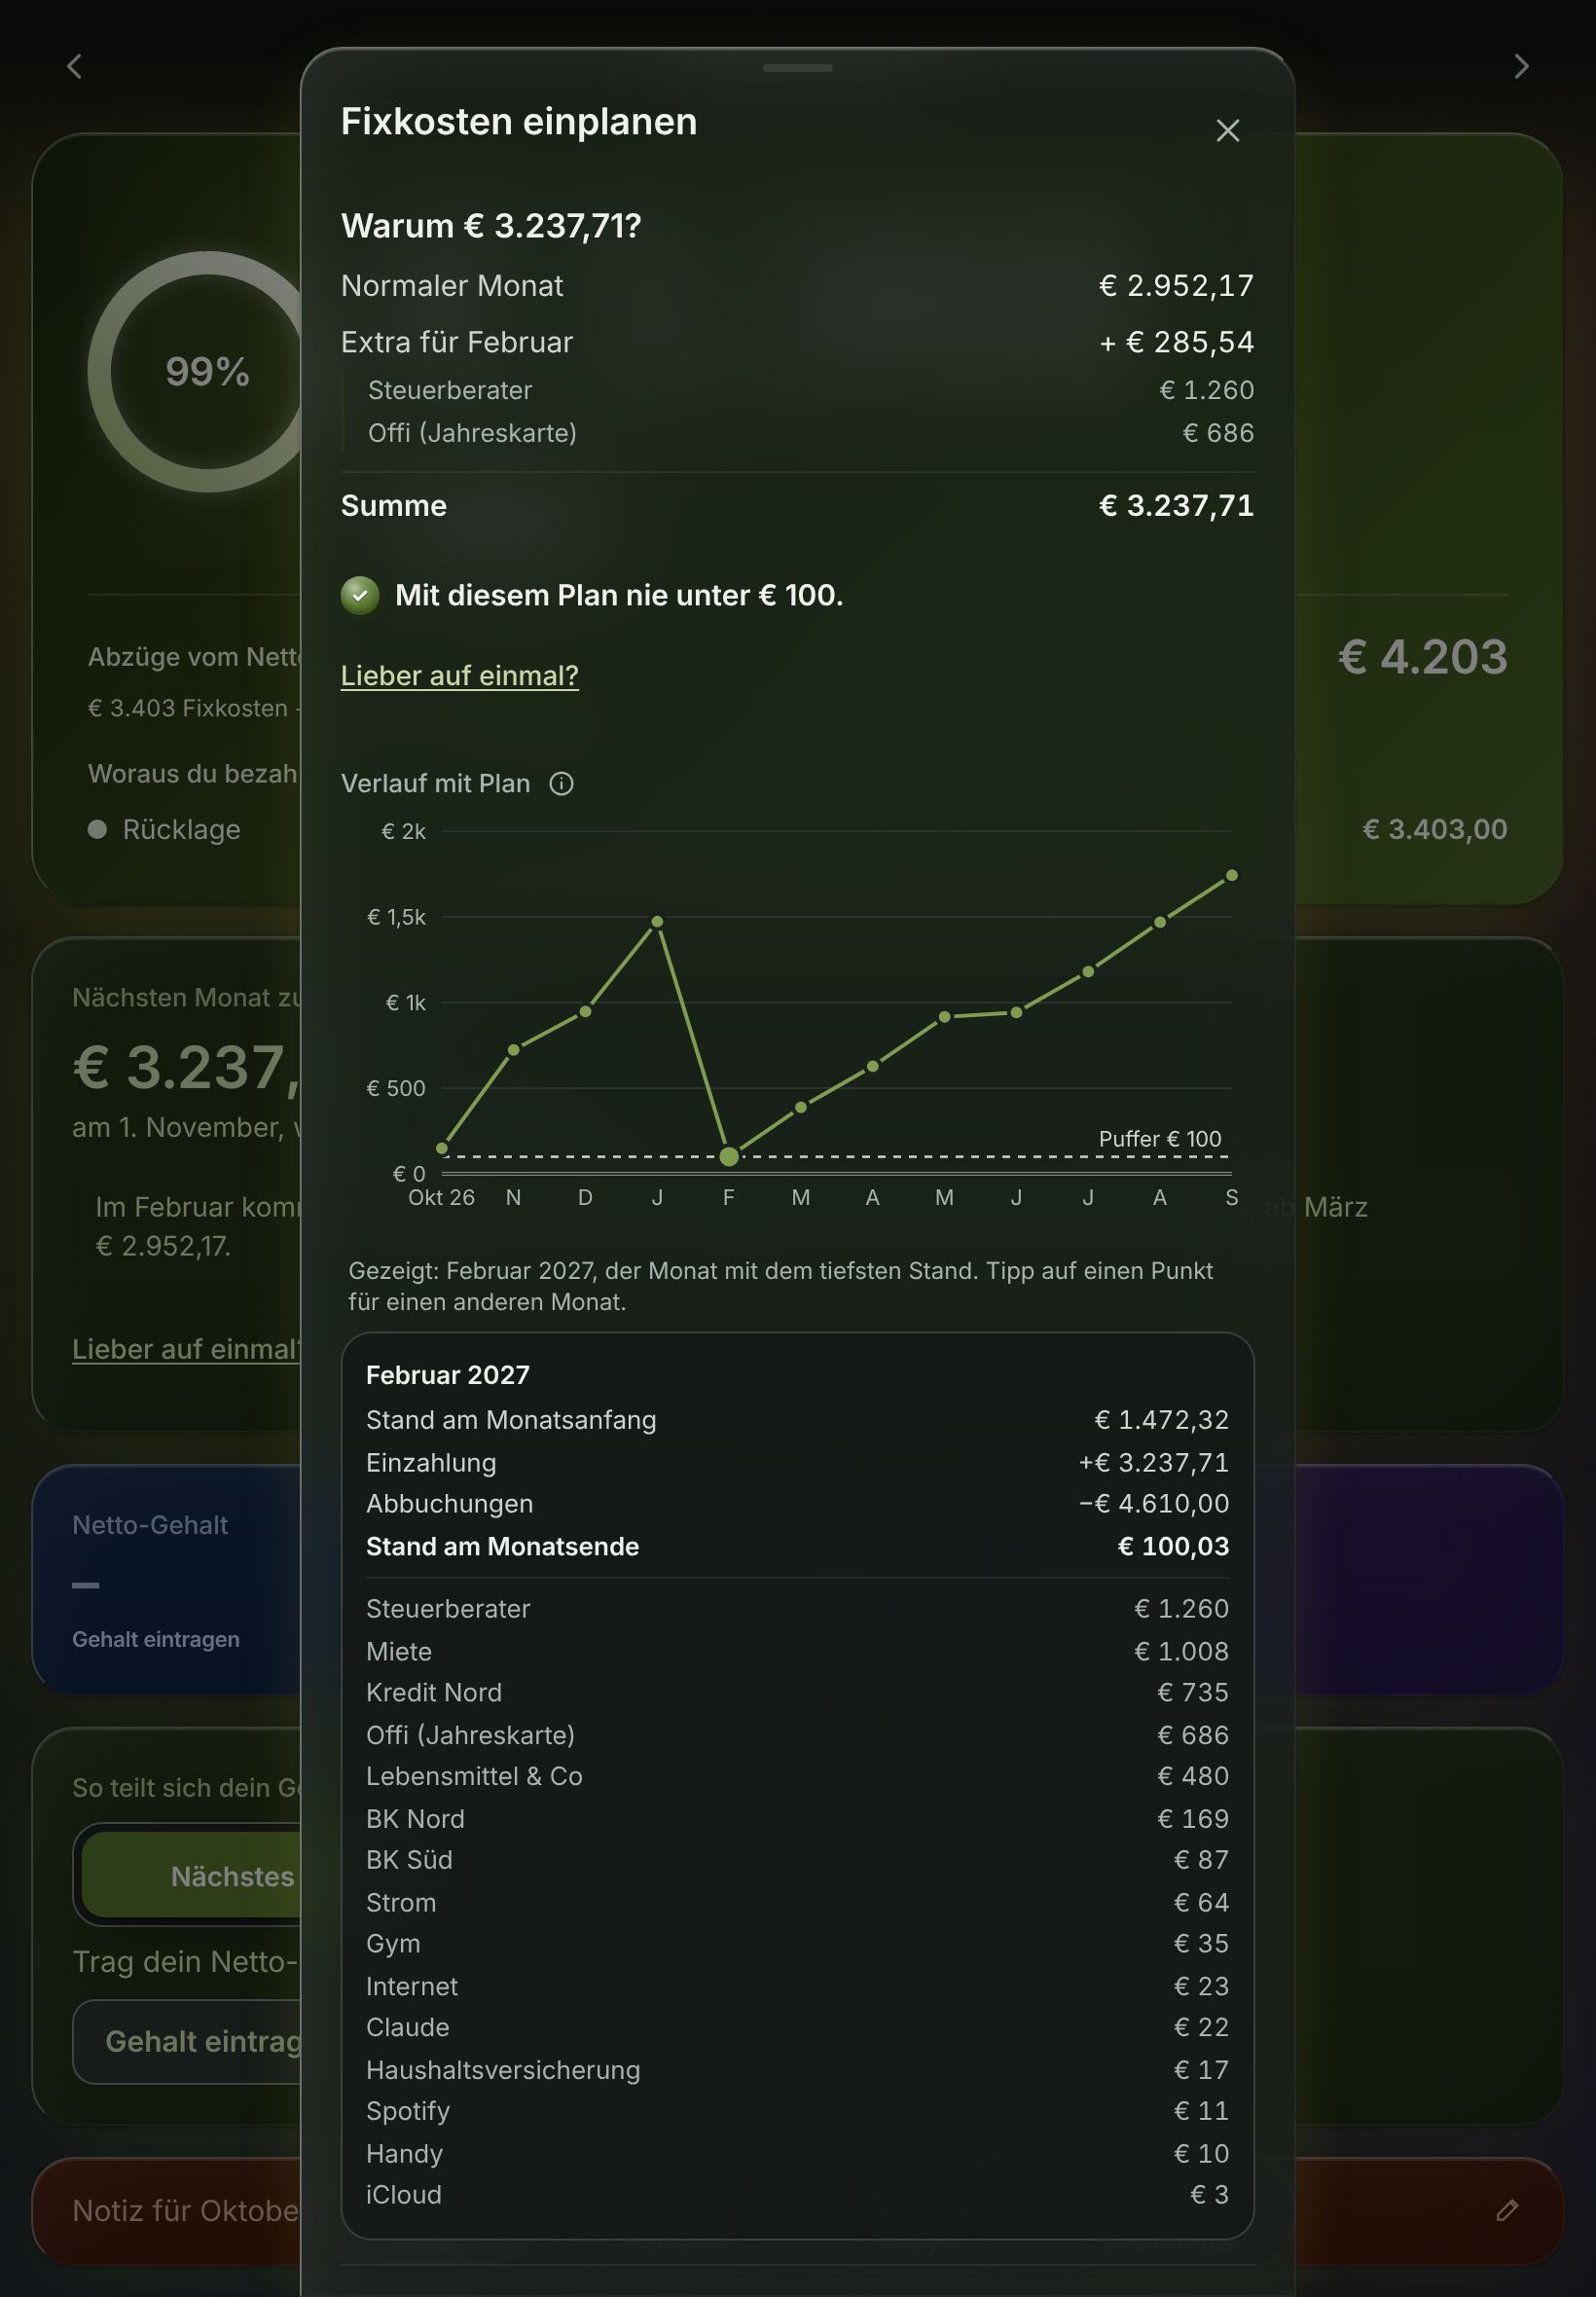 Fixkosten einplanen
Warum € 3.237,71?
Normaler Monat € 2.952,17
Extra für Februar + € 285,54
Steuerberater € 1.260
Offi (Jahreskarte) € 686
Summe € 3.237,71
Mit diesem Plan nie unter € 100.
Lieber auf einmal?
Verlauf mit Plan
€ 2k
€ 1,5k
€ 1k
€ 500
Puffer € 100
€ 0
Okt 26 N D J F M A M J J A S
Gezeigt: Februar 2027, der Monat mit dem tiefsten Stand. Tipp auf einen Punkt
für einen anderen Monat.
Februar 2027
Stand am Monatsanfang € 1.472,32
Einzahlung +€ 3.237,71
Abbuchungen −€ 4.610,00
Stand am Monatsende € 100,03
Steuerberater € 1.260
Miete € 1.008
Kredit Nord € 735
Offi (Jahreskarte) € 686
Lebensmittel & Co € 480
BK Nord € 169
BK Süd € 87
Strom € 64
Gym € 35
Internet € 23
Claude € 22
Haushaltsversicherung € 17
Spotify € 11
Handy € 10
iCloud € 3
99%
Abzüge vom Nett
€ 4.203
€ 3.403 Fixkosten
Woraus du bezah
Rücklage € 3.403,00
Nächsten Monat zu
€ 3.237,
am 1. November,
Im Februar kom
ab März
€ 2.952,17.
Lieber auf einmal?
Netto-Gehalt
–
Gehalt eintragen
So teilt sich dein G
Nächstes
Trag dein Netto-
Gehalt eintrag
Notiz für Oktobe